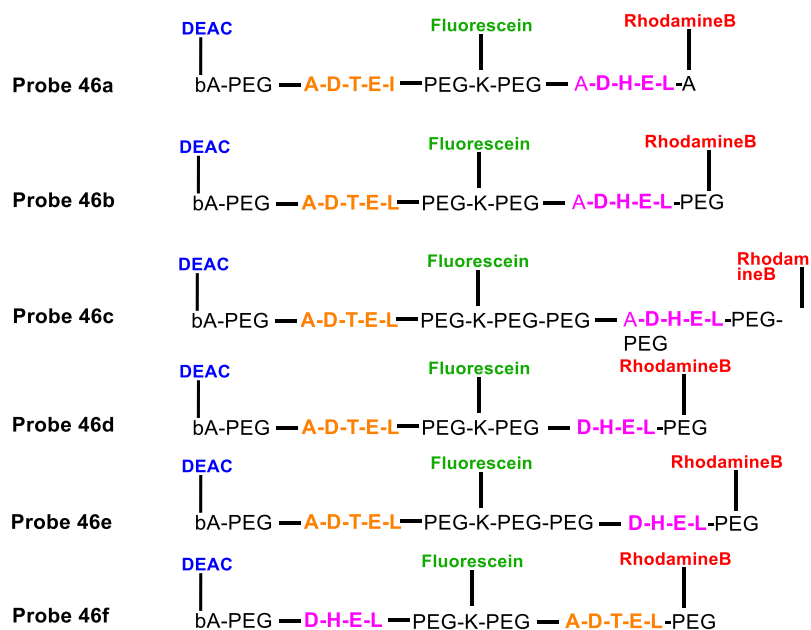 DEAC Fluorescein RhodamineB
Probe 46a bA-PEG A-D-T-E-I PEG-K-PEG A-D-H-E-L-A
DEAC Fluorescein RhodamineB
Probe 46b bA-PEG A-D-T-E-L PEG-K-PEG A-D-H-E-L-PEG
DEAC Fluorescein Rhodam
ineB
Probe 46c bA-PEG A-D-T-E-L PEG-K-PEG-PEG A-D-H-E-L-PEG-
PEG
DEAC Fluorescein RhodamineB
Probe 46d bA-PEG A-D-T-E-L PEG-K-PEG D-H-E-L-PEG
DEAC Fluorescein RhodamineB
Probe 46e bA-PEG A-D-T-E-L PEG-K-PEG-PEG D-H-E-L-PEG
DEAC Fluorescein RhodamineB
Probe 46f bA-PEG D-H-E-L PEG-K-PEG A-D-T-E-L-PEG